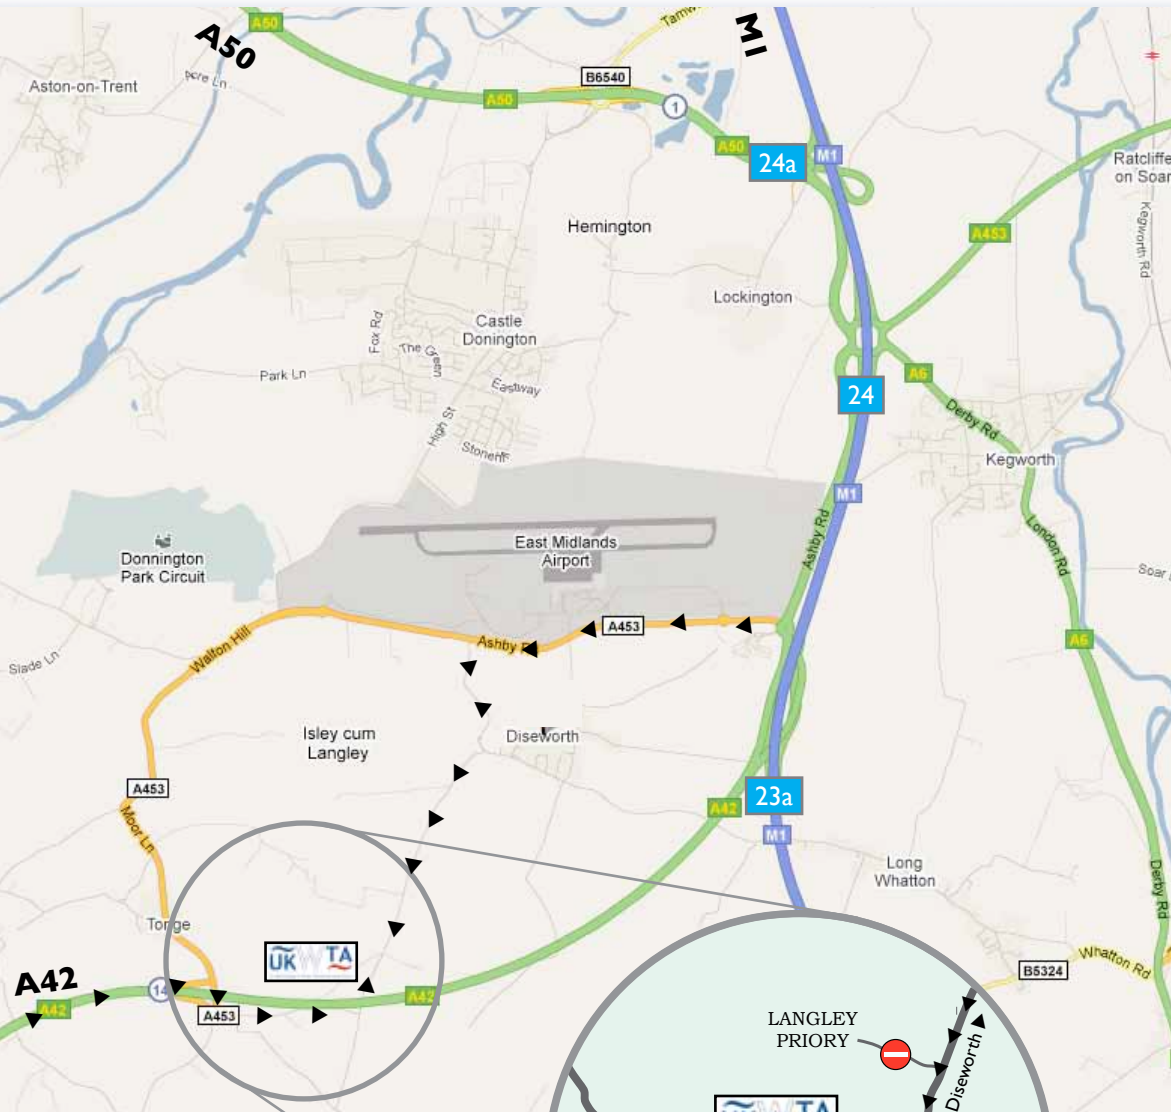 A50
A50
MI
Tamw
Aston-on-Trent
Acre Ln
B6540
A50
1
A50
24a
M1
Ratcliffe
on Soar
Kegworth Rd
Hemington
A453
Lockington
Castle
Donington
Fox Rd
The Green
Park Ln
Eastway
High St
A6
24
Derby Rd
Kegworth
M1
Ashby Rd
London Rd
East Midlands
Airport
Donnington
Park Circuit
Soar
A453
Ashby R
A6
Walton Hill
Slade Ln
Isley cum
Langley
Diseworth
A453
Moor Ln
A42
23a
M1
Long
Whatton
Derby Rd
Tonge
UKWTA
A42
14
A42
A42
A453
B5324
Whatton Rd
LANGLEY
PRIORY
Diseworth
UKWTA